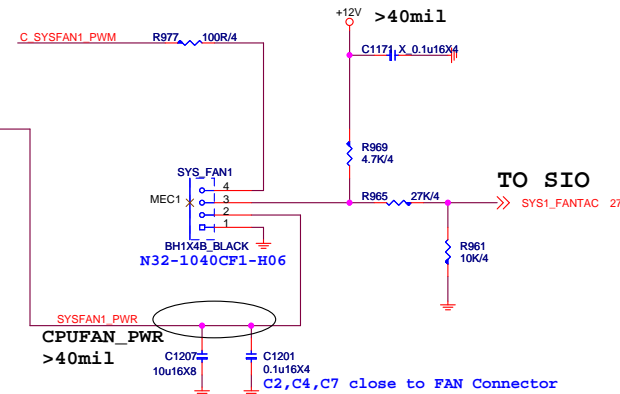 +12V
>40mil
C_SYSFAN1_PWM
R977
100R/4
C1171
X_0.1u16X4
R969
4.7K/4
SYS_FAN1
TO SIO
4
MEC1
3
R965
27K/4
SYS1_FANTAC
27
2
1
R961
10K/4
BH1X4B_BLACK
N32-1040CF1-H06
SYSFAN1_PWR
CPUFAN_PWR
>40mil
C1207
10u16X8
C1201
0.1u16X4
C2,C4,C7 close to FAN Connector